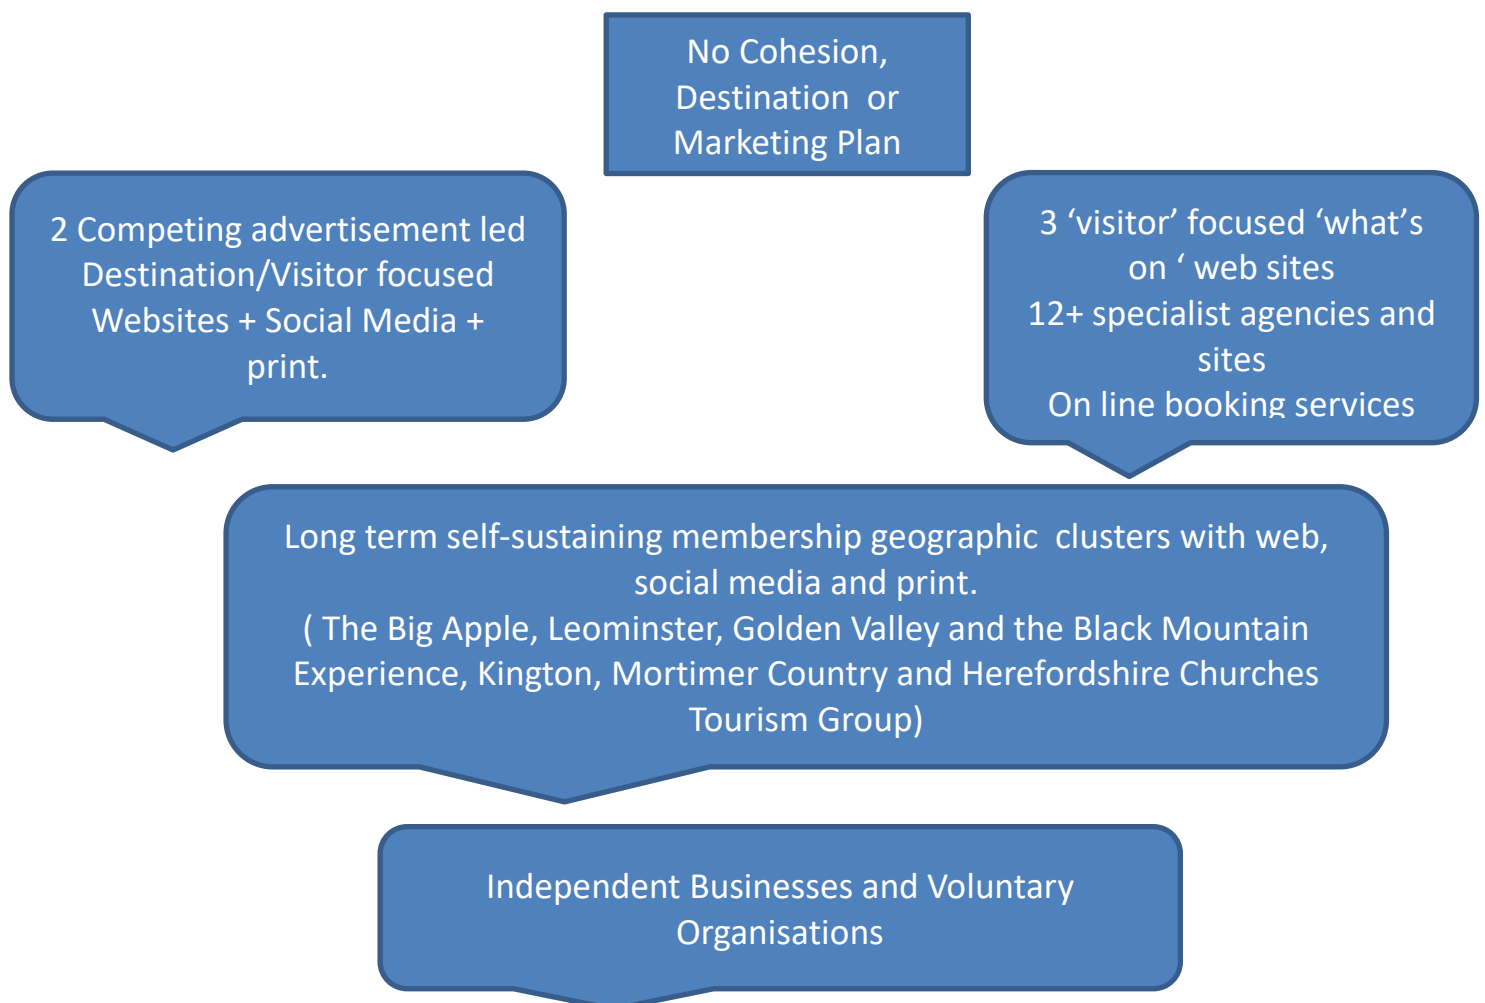 No Cohesion,
Destination or
Marketing Plan
2 Competing advertisement led
Destination/Visitor focused
Websites + Social Media +
print.
3 ‘visitor’ focused ‘what’s
on ‘ web sites
12+ specialist agencies and
sites
On line booking services
Long term self-sustaining membership geographic clusters with web,
social media and print.
( The Big Apple, Leominster, Golden Valley and the Black Mountain
Experience, Kington, Mortimer Country and Herefordshire Churches
Tourism Group)
Independent Businesses and Voluntary
Organisations